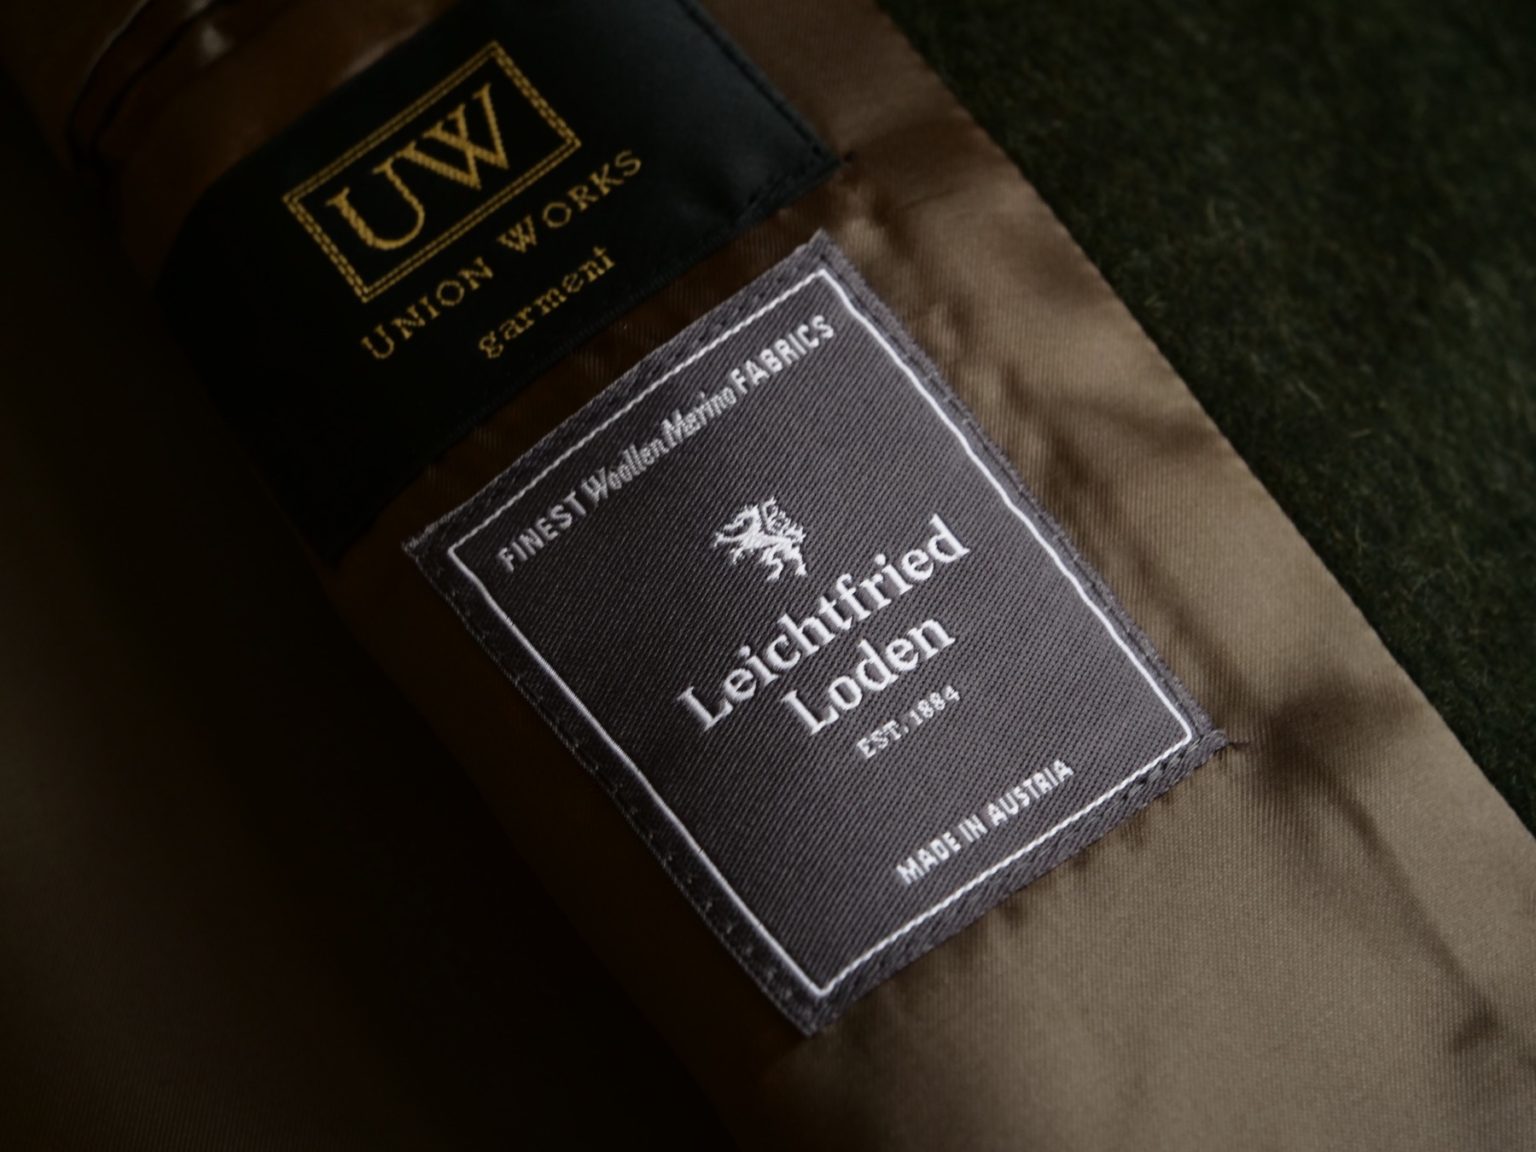 UW
UNION WORKS
garment
FINEST Woollen Merino FABRICS
Leichtfried
Loden
EST. 1884
MADE IN AUSTRIA